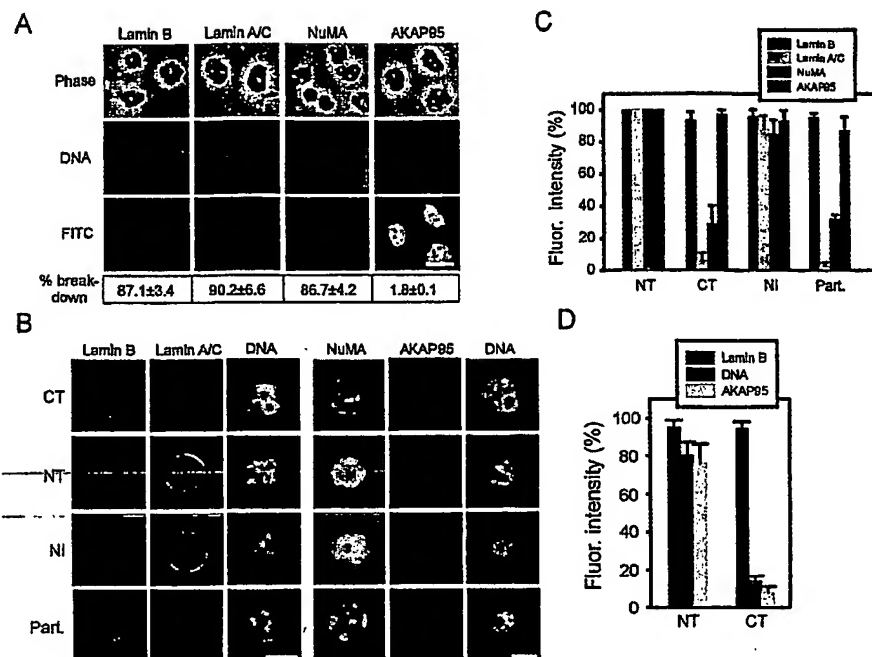 A
Lamin B Lamin A/C NuMA AKAP95
Phase
DNA
FITC
% break-
down
87.1±3.4 90.2±6.6 86.7±4.2 1.8±0.1
B
Lamin B Lamin A/C DNA NuMA AKAP95 DNA
CT
NT
NI
Part.
C
Lamin B
Lamin A/C
NuMA
AKAP95
Fluor. Intensity (%)
100
80
60
40
20
0
NT CT NI Part.
D
Lamin B
DNA
AKAP95
Fluor. intensity (%)
100
80
60
40
20
0
NT CT